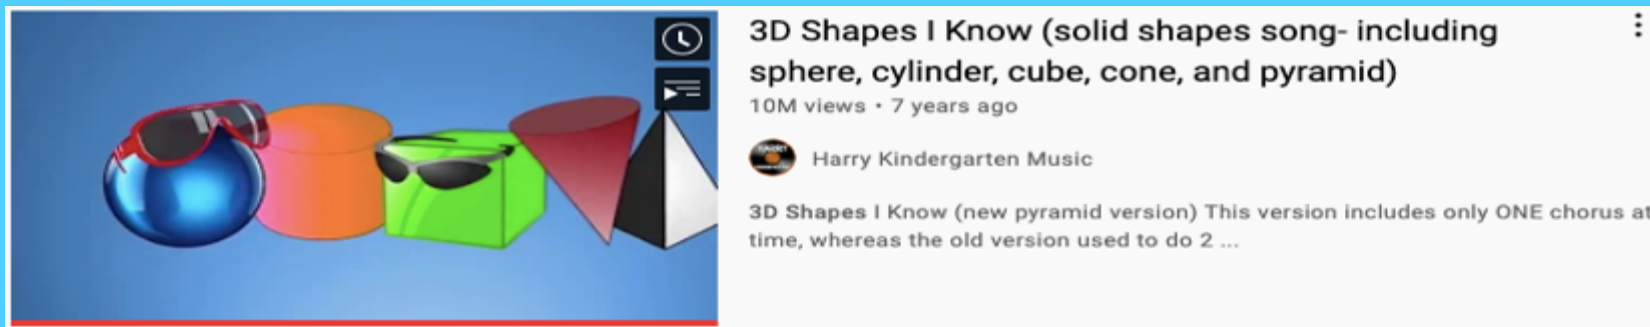 3D Shapes I Know (solid shapes song- including
sphere, cylinder, cube, cone, and pyramid)
10M views • 7 years ago
Harry Kindergarten Music
3D Shapes I Know (new pyramid version) This version includes only ONE chorus at
time, whereas the old version used to do 2 ...